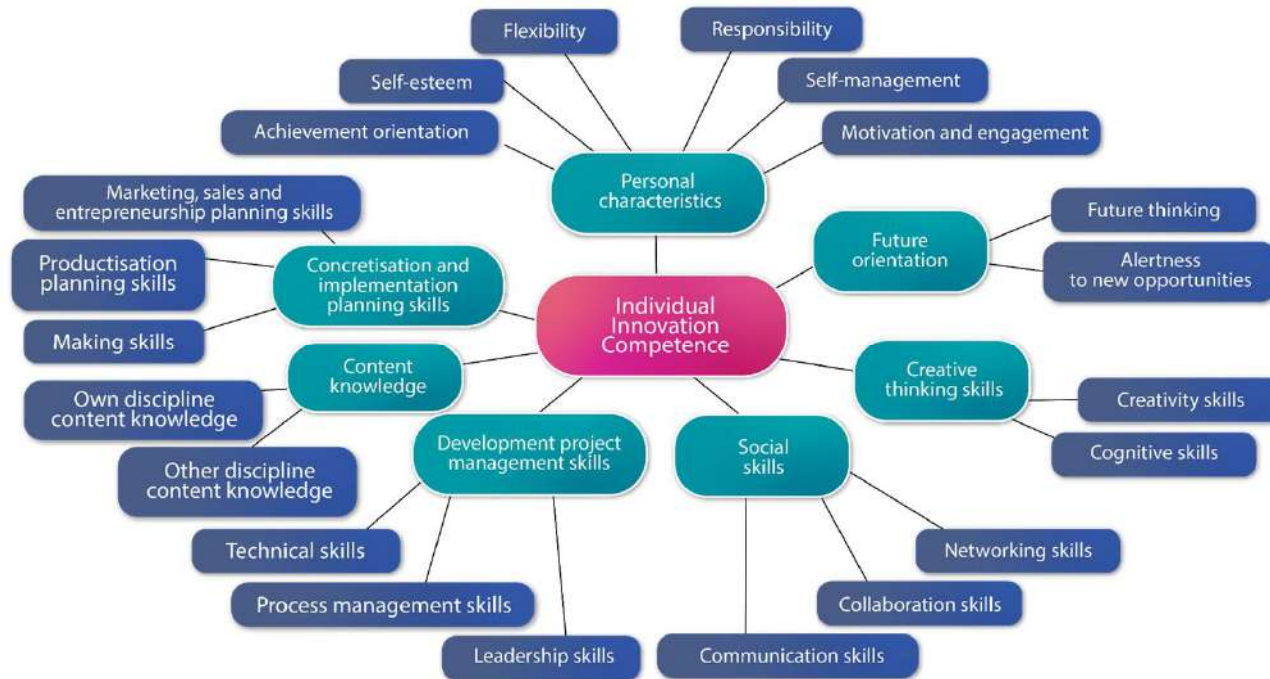 Flexibility
Responsibility
Self-esteem
Self-management
Achievement orientation
Motivation and engagement
Personal
characteristics
Marketing, sales and
entrepreneurship planning skills
Future thinking
Future
orientation
Alertness
to new opportunities
Productisation
planning skills
Concretisation and
implementation
planning skills
Individual
Innovation
Competence
Making skills
Content
knowledge
Creative
thinking skills
Own discipline
content knowledge
Creativity skills
Development project
management skills
Social
skills
Cognitive skills
Other discipline
content knowledge
Technical skills
Networking skills
Process management skills
Collaboration skills
Leadership skills
Communication skills